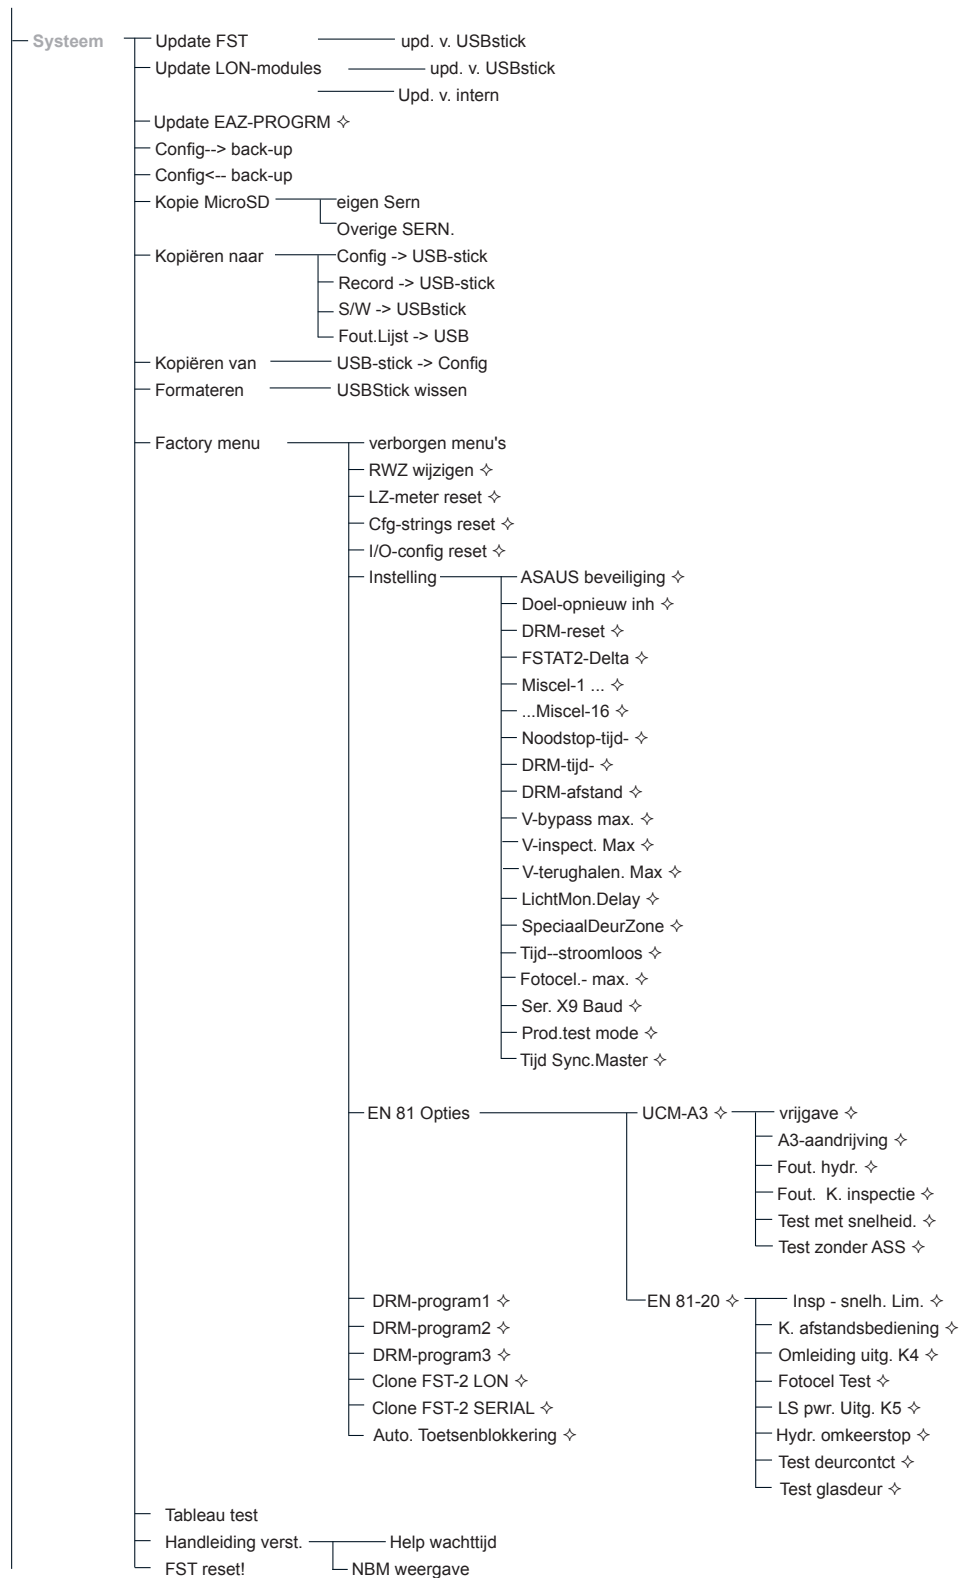 Systeem Update FST upd. v. USBstick
Update LON-modules upd. v. USBstick
Upd. v. intern
Update EAZ-PROGRM ✧
Config--> back-up
Config<-- back-up
Kopie MicroSD eigen Sern
Overige SERN.
Kopiëren naar Config -> USB-stick
Record -> USB-stick
S/W -> USBstick
Fout.Lijst -> USB
Kopiëren van USB-stick -> Config
Formateren USBStick wissen
Factory menu verborgen menu's
RWZ wijzigen ✧
LZ-meter reset ✧
Cfg-strings reset ✧
I/O-config reset ✧
Instelling ASAUS beveiliging ✧
Doel-opnieuw inh ✧
DRM-reset ✧
FSTAT2-Delta ✧
Miscel-1 ... ✧
...Miscel-16 ✧
Noodstop-tijd- ✧
DRM-tijd- ✧
DRM-afstand ✧
V-bypass max. ✧
V-inspect. Max ✧
V-terughalen. Max ✧
LichtMon.Delay ✧
SpeciaalDeurZone ✧
Tijd--stroomloos ✧
Fotocel.- max. ✧
Ser. X9 Baud ✧
Prod.test mode ✧
Tijd Sync.Master ✧
EN 81 Opties UCM-A3 ✧ vrijgave ✧
A3-aandrijving ✧
Fout. hydr. ✧
Fout. K. inspectie ✧
Test met snelheid. ✧
Test zonder ASS ✧
DRM-program1 ✧ EN 81-20 ✧ Insp - snelh. Lim. ✧
DRM-program2 ✧ K. afstandsbediening ✧
DRM-program3 ✧ Omleiding uitg. K4 ✧
Clone FST-2 LON ✧ Fotocel Test ✧
Clone FST-2 SERIAL ✧ LS pwr. Uitg. K5 ✧
Auto. Toetsenblokkering ✧ Hydr. omkeerstop ✧
Test deurcontct ✧
Test glasdeur ✧
Tableau test
Handleiding verst. Help wachttijd
FST reset! NBM weergave